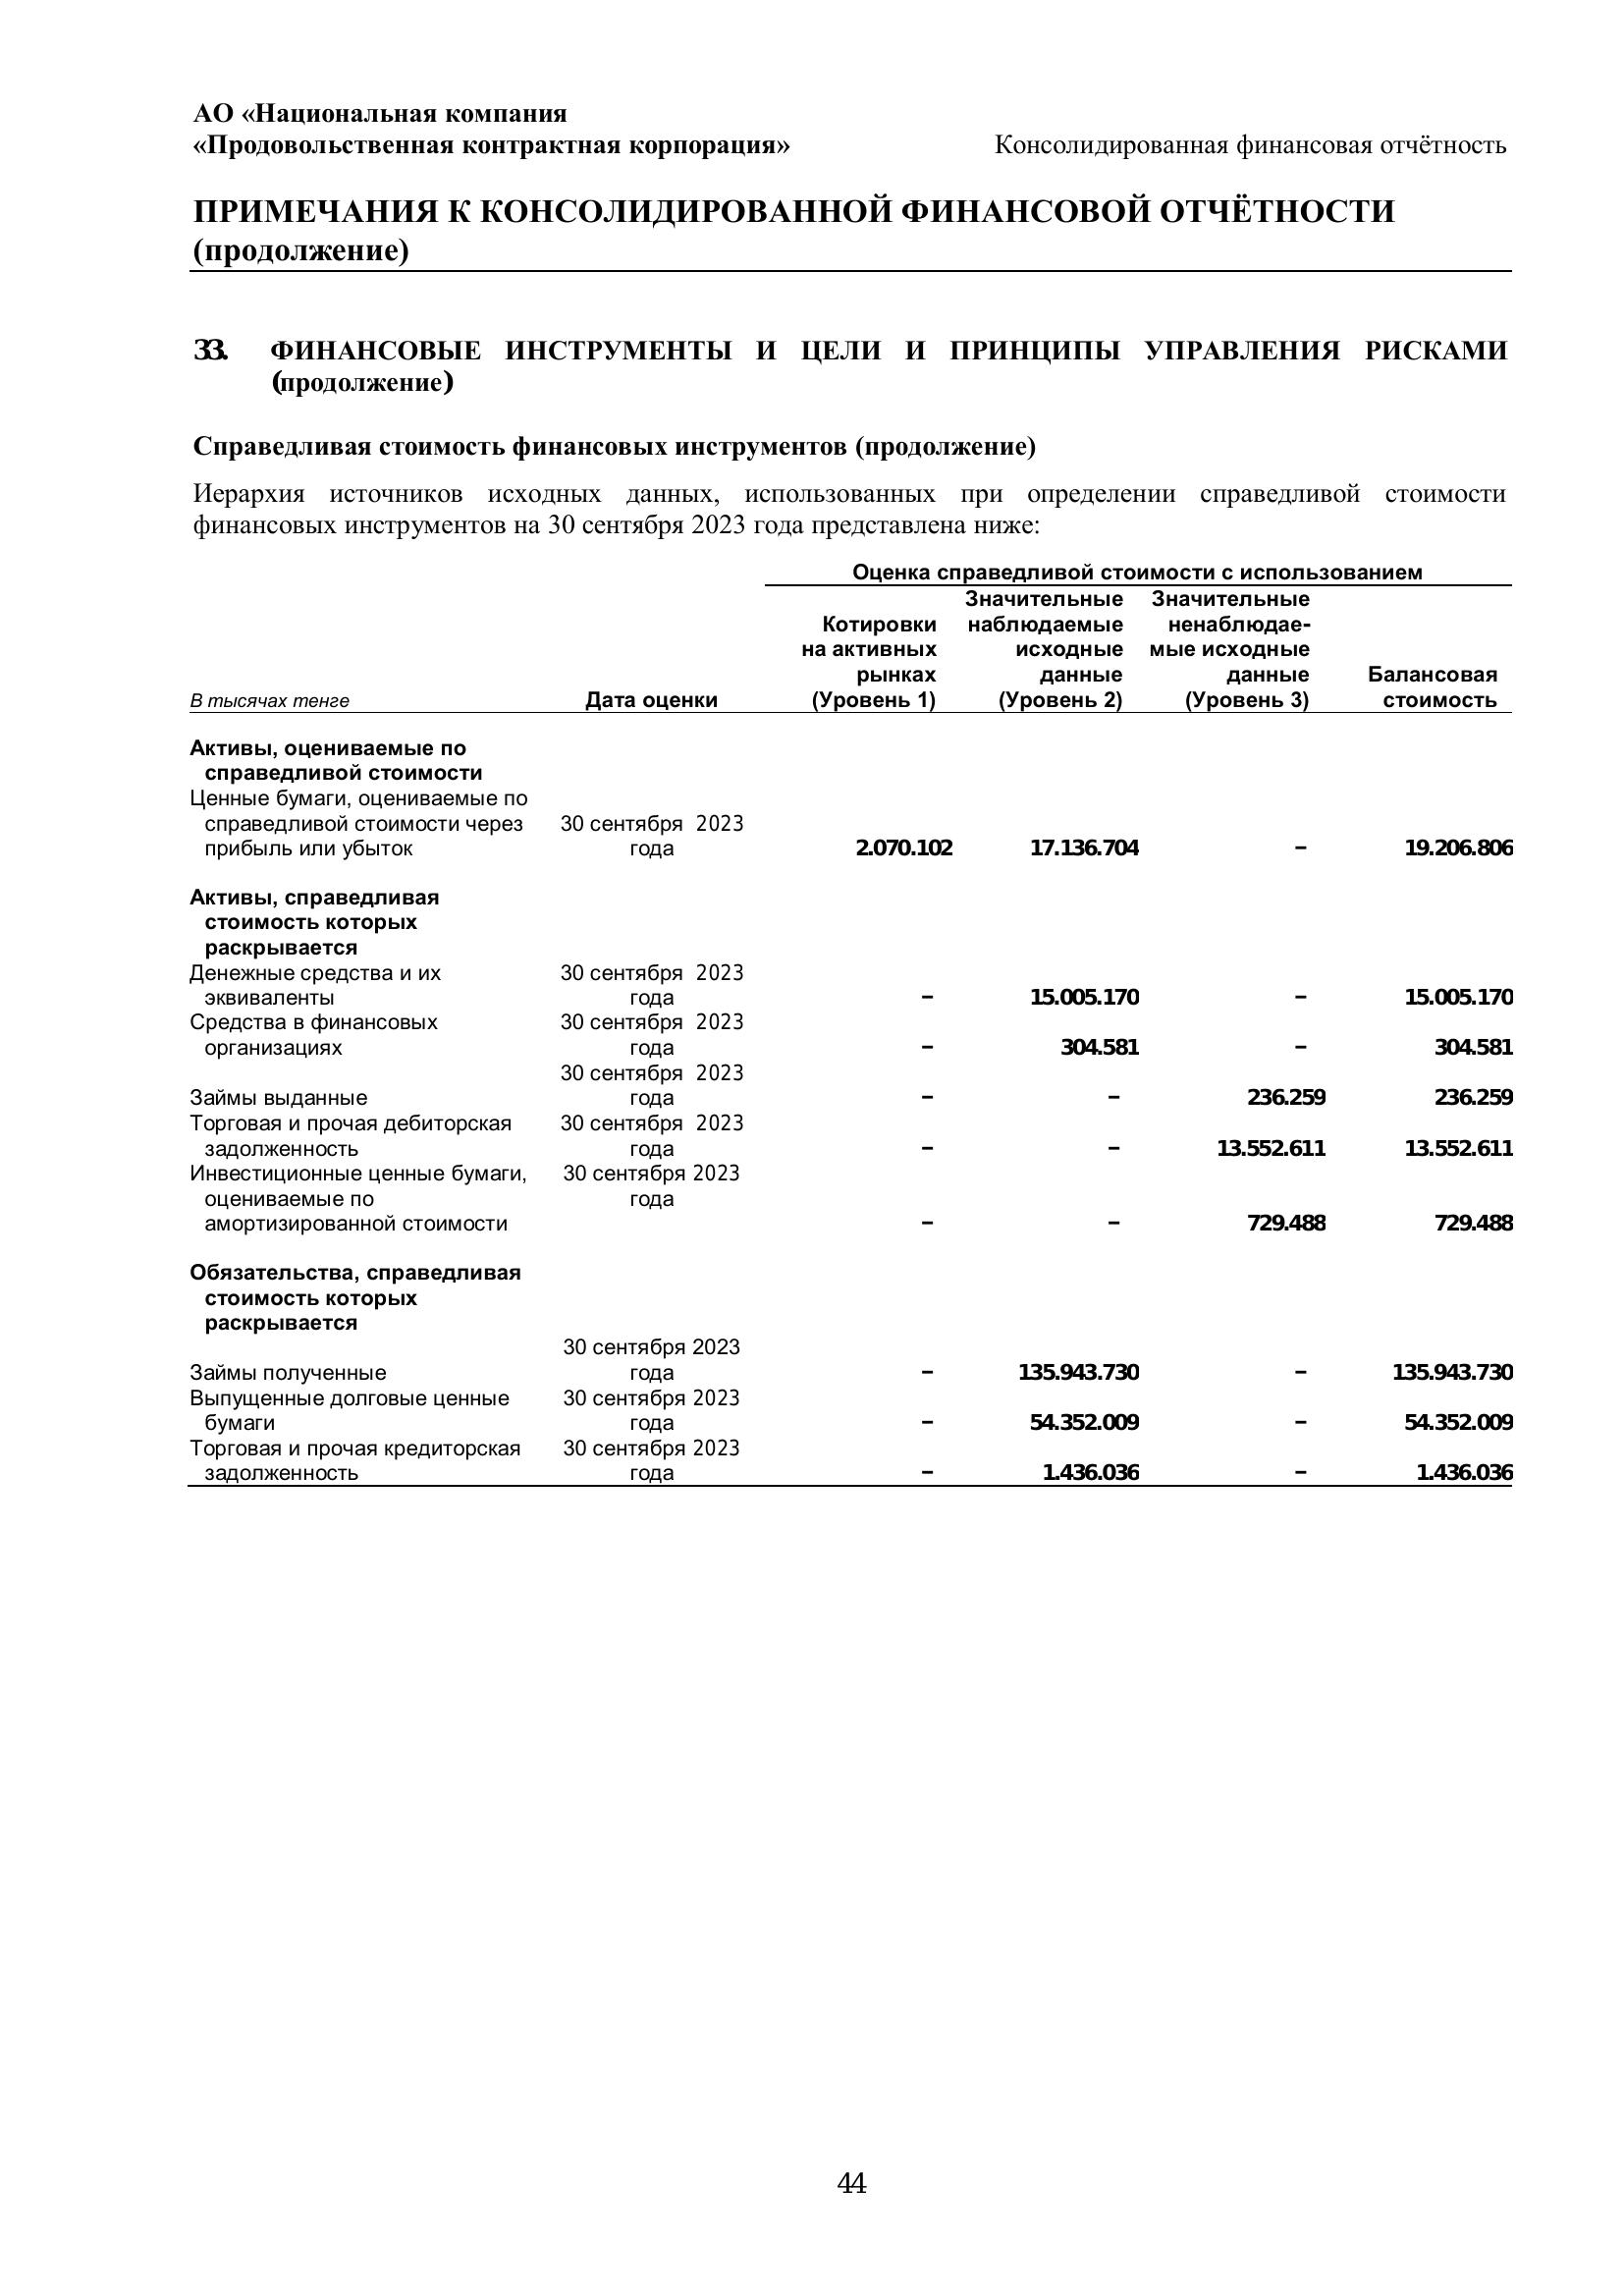 АО «Национальная компания
«Продовольственная контрактная корпорация» Консолидированная финансовая отчётность
ПРИМЕЧАНИЯ К КОНСОЛИДИРОВАННОЙ ФИНАНСОВОЙ ОТЧЁТНОСТИ
(продолжение)
33. ФИНАНСОВЫЕ ИНСТРУМЕНТЫ И ЦЕЛИ И ПРИНЦИПЫ УПРАВЛЕНИЯ РИСКАМИ
(продолжение)
Справедливая стоимость финансовых инструментов (продолжение)
Иерархия источников исходных данных, использованных при определении справедливой стоимости
финансовых инструментов на 30 сентября 2023 года представлена ниже:
Оценка справедливой стоимости с использованием
Значительные Значительные
Котировки наблюдаемые ненаблюдае-
на активных исходные мые исходные
рынках данные данные Балансовая
В тысячах тенге Дата оценки (Уровень 1) (Уровень 2) (Уровень 3) стоимость
Активы, оцениваемые по
справедливой стоимости
Ценные бумаги, оцениваемые по
справедливой стоимости через 30 сентября 2023
прибыль или убыток года 2.070.102 17.136.704 – 19.206.806
Активы, справедливая
стоимость которых
раскрывается
Денежные средства и их 30 сентября 2023
эквиваленты года – 15.005.170 – 15.005.170
Средства в финансовых 30 сентября 2023
организациях года – 304.581 – 304.581
30 сентября 2023
Займы выданные года – – 236.259 236.259
Торговая и прочая дебиторская 30 сентября 2023
задолженность года – – 13.552.611 13.552.611
Инвестиционные ценные бумаги, 30 сентября 2023
оцениваемые по года
амортизированной стоимости – – 729.488 729.488
Обязательства, справедливая
стоимость которых
раскрывается
30 сентября 2023
Займы полученные года – 135.943.730 – 135.943.730
Выпущенные долговые ценные 30 сентября 2023
бумаги года – 54.352.009 – 54.352.009
Торговая и прочая кредиторская 30 сентября 2023
задолженность года – 1.436.036 – 1.436.036
44